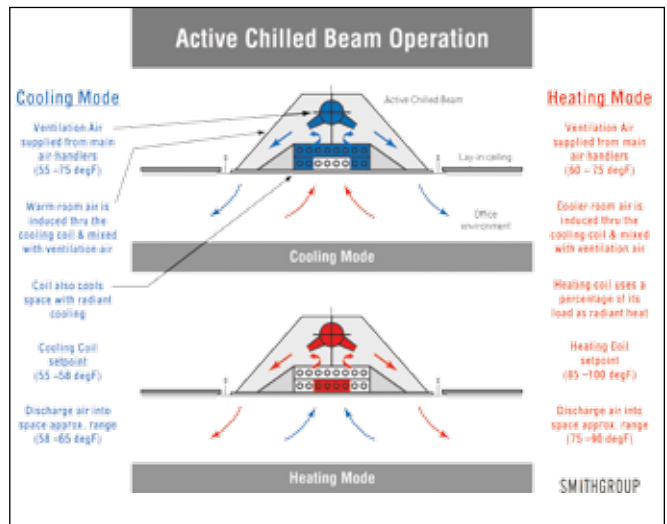 Active Chilled Beam Operation
Cooling Mode
Ventilation Air
supplied from main
air-handlers
(55 -75 degF)
Warm room air is
induced thru the
cooling coil & mixed
with ventilation air
Coil also cools
space with radiant
cooling
Cooling Coil
setpoint
(55 -58 degF)
Discharge air into
space approx. range
(58 -65 degF)
Active Chilled Beam
Lay-in ceiling
Office
environment
Cooling Mode
Heating Mode
Heating Mode
Ventilation Air
supplied from main
air handlers
(60 - 75 degF)
Cooler room air is
induced thru the
cooling coil & mixed
with ventilation air
Heating coil uses a
percentage of its
load as radiant heat
Heating Coil
setpoint
(85 -100 degF)
Discharge air into
space approx. range
(75 -90 degF)
SMITHGROUP